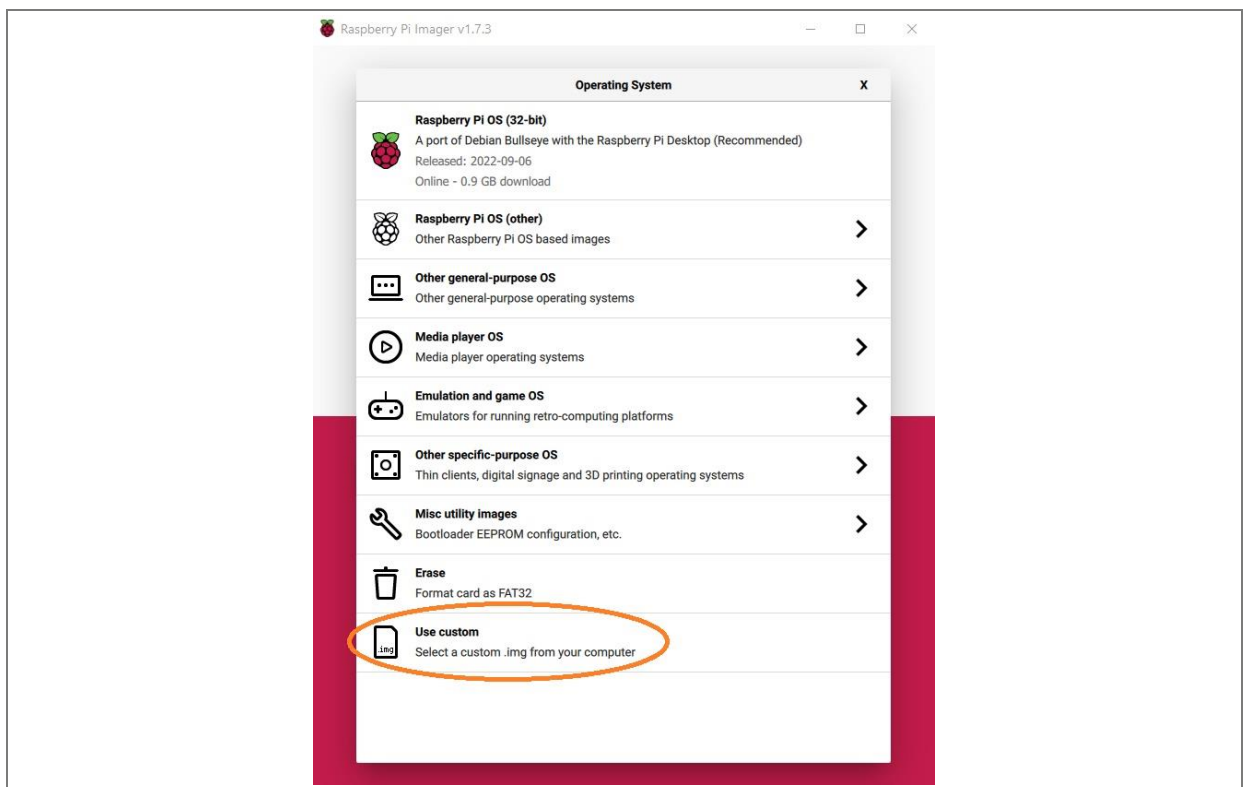 Raspberry Pi Imager v1.7.3
Operating System X
Raspberry Pi OS (32-bit)
A port of Debian Bullseye with the Raspberry Pi Desktop (Recommended)
Released: 2022-09-06
Online - 0.9 GB download
Raspberry Pi OS (other)
Other Raspberry Pi OS based images
Other general-purpose OS
Other general-purpose operating systems
Media player OS
Media player operating systems
Emulation and game OS
Emulators for running retro-computing platforms
Other specific-purpose OS
Thin clients, digital signage and 3D printing operating systems
Misc utility images
Bootloader EEPROM configuration, etc.
Erase
Format card as FAT32
Use custom
.img
Select a custom .img from your computer